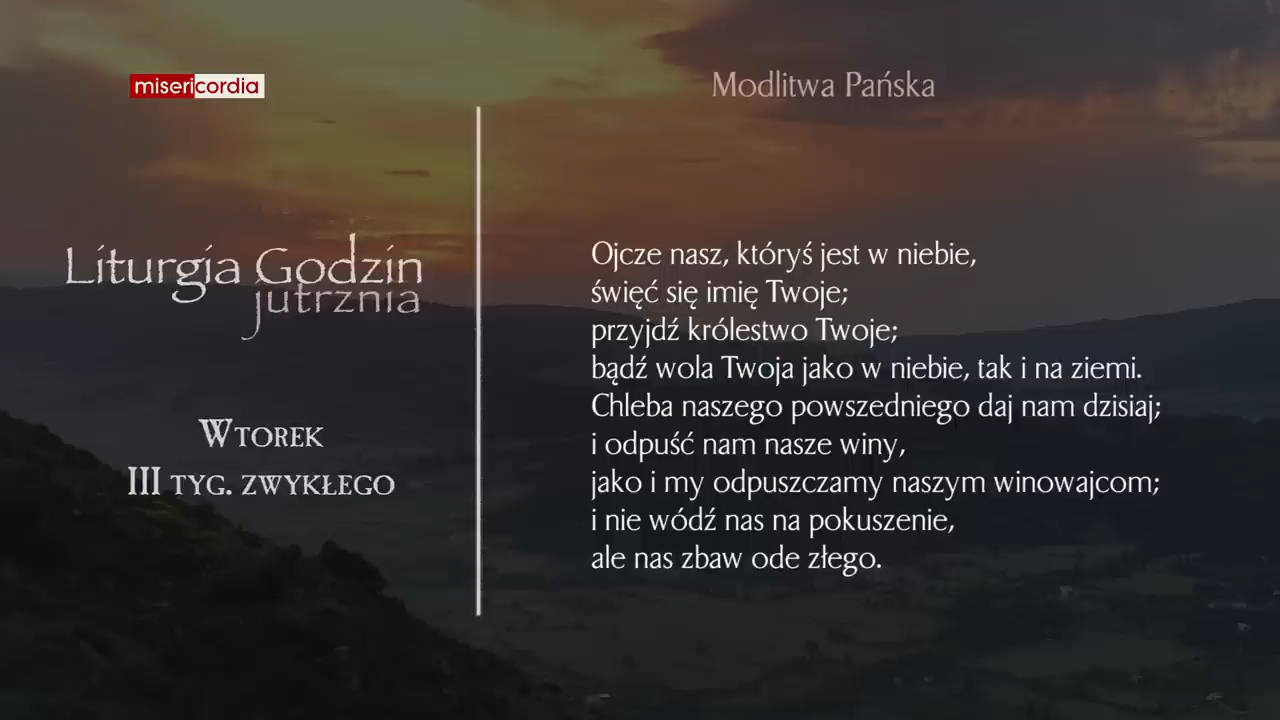 misericordia
Liturgia Godzin
jutrznia
Wtorek
III tyg. zwykłego
Modlitwa Pańska
Ojcze nasz, któryś jest w niebie,
święć się imię Twoje;
przyjdź królestwo Twoje;
bądź wola Twoja jako w niebie, tak i na ziemi.
Chleba naszego powszedniego daj nam dzisiaj;
i odpuść nam nasze winy,
jako i my odpuszczamy naszym winowajcom;
i nie wódź nas na pokuszenie,
ale nas zbaw ode złego.